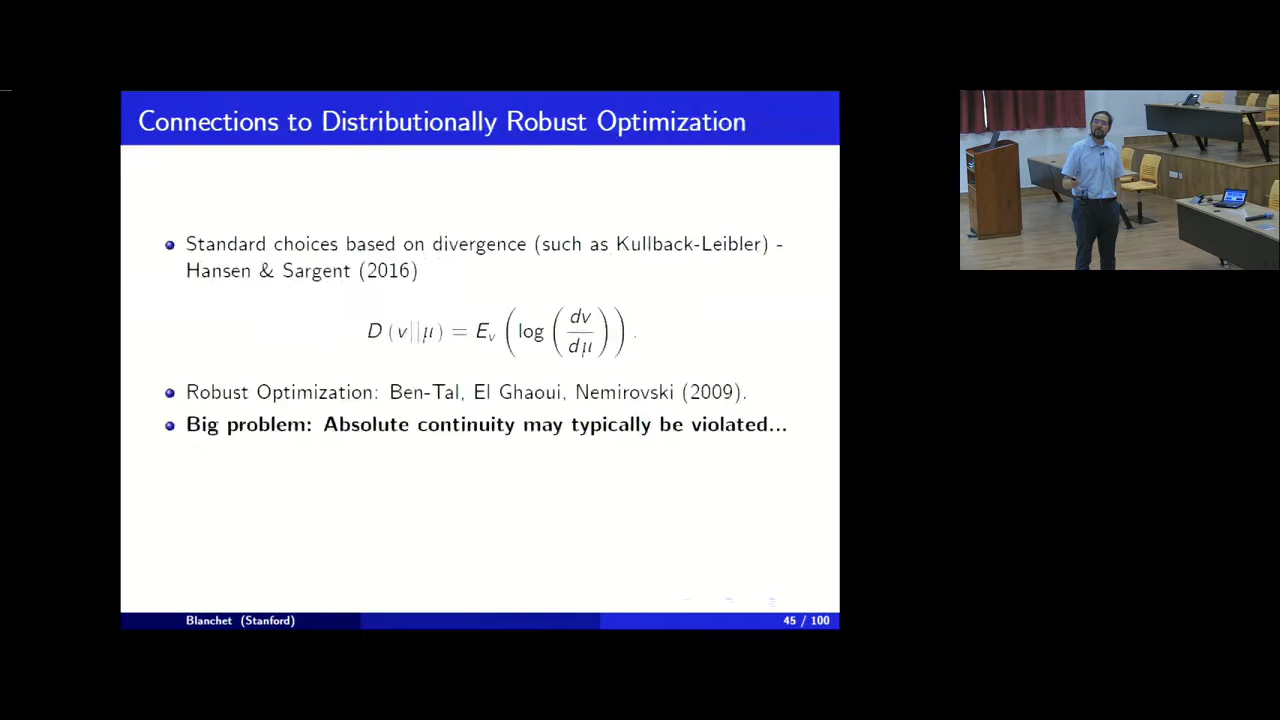 Connections to Distributionally Robust Optimization
Standard choices based on divergence (such as Kullback-Leibler) -
Hansen & Sargent (2016)
D (v||μ) = E_v (log (dv/dμ)) .
Robust Optimization: Ben-Tal, El Ghaoui, Nemirovski (2009).
Big problem: Absolute continuity may typically be violated...
Blanchet (Stanford)
45 / 100